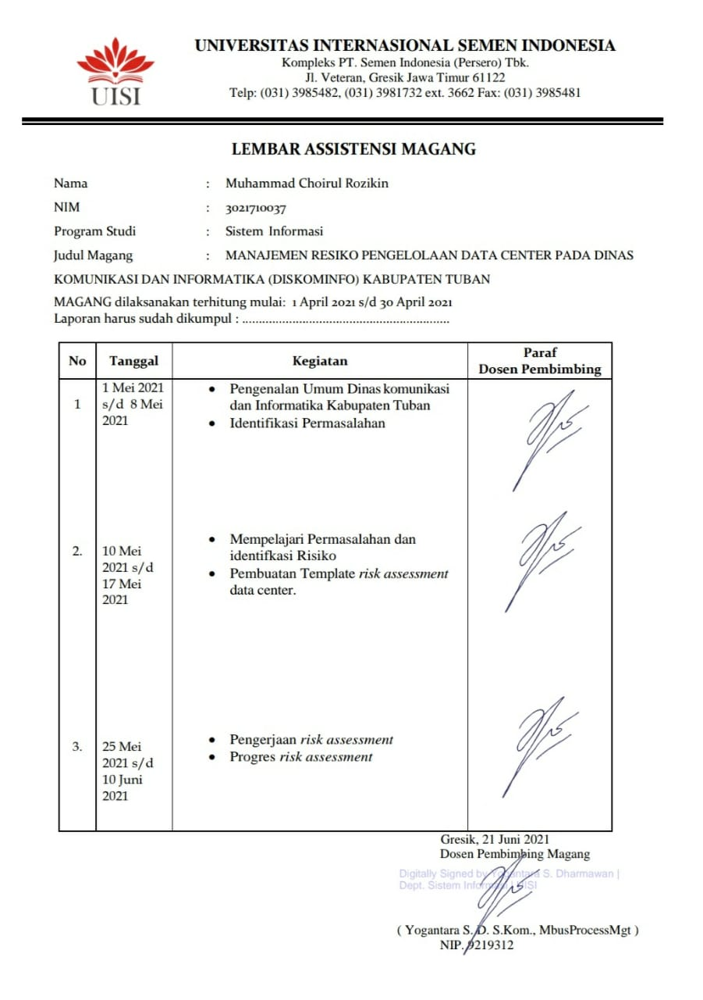 UNIVERSITAS INTERNASIONAL SEMEN INDONESIA
Kompleks PT. Semen Indonesia (Persero) Tbk.
Jl. Veteran, Gresik Jawa Timur 61122
Telp: (031) 3985482, (031) 3981732 ext. 3662 Fax: (031) 3985481
UISI
LEMBAR ASSISTENSI MAGANG
Nama : Muhammad Choirul Rozikin
NIM : 3021710037
Program Studi : Sistem Informasi
Judul Magang : MANAJEMEN RESIKO PENGELOLAAN DATA CENTER PADA DINAS
KOMUNIKASI DAN INFORMATIKA (DISKOMINFO) KABUPATEN TUBAN
MAGANG dilaksanakan terhitung mulai: 1 April 2021 s/d 30 April 2021
Laporan harus sudah dikumpul : ..............................................................
No Tanggal Kegiatan Paraf
Dosen Pembimbing
1
1 Mei 2021
s/d 8 Mei
2021
• Pengenalan Umum Dinas komunikasi
dan Informatika Kabupaten Tuban
• Identifikasi Permasalahan
2.
10 Mei
2021 s/d
17 Mei
2021
• Mempelajari Permasalahan dan
identifkasi Risiko
• Pembuatan Template risk assessment
data center.
3.
25 Mei
2021 s/d
10 Juni
2021
• Pengerjaan risk assessment
• Progres risk assessment
Gresik, 21 Juni 2021
Dosen Pembimbing Magang
Digitally Signed by Yogantara S. Dharmawan |
Dept. Sistem Informasi | UISI
( Yogantara S. D. S.Kom., MbusProcessMgt )
NIP. 9219312